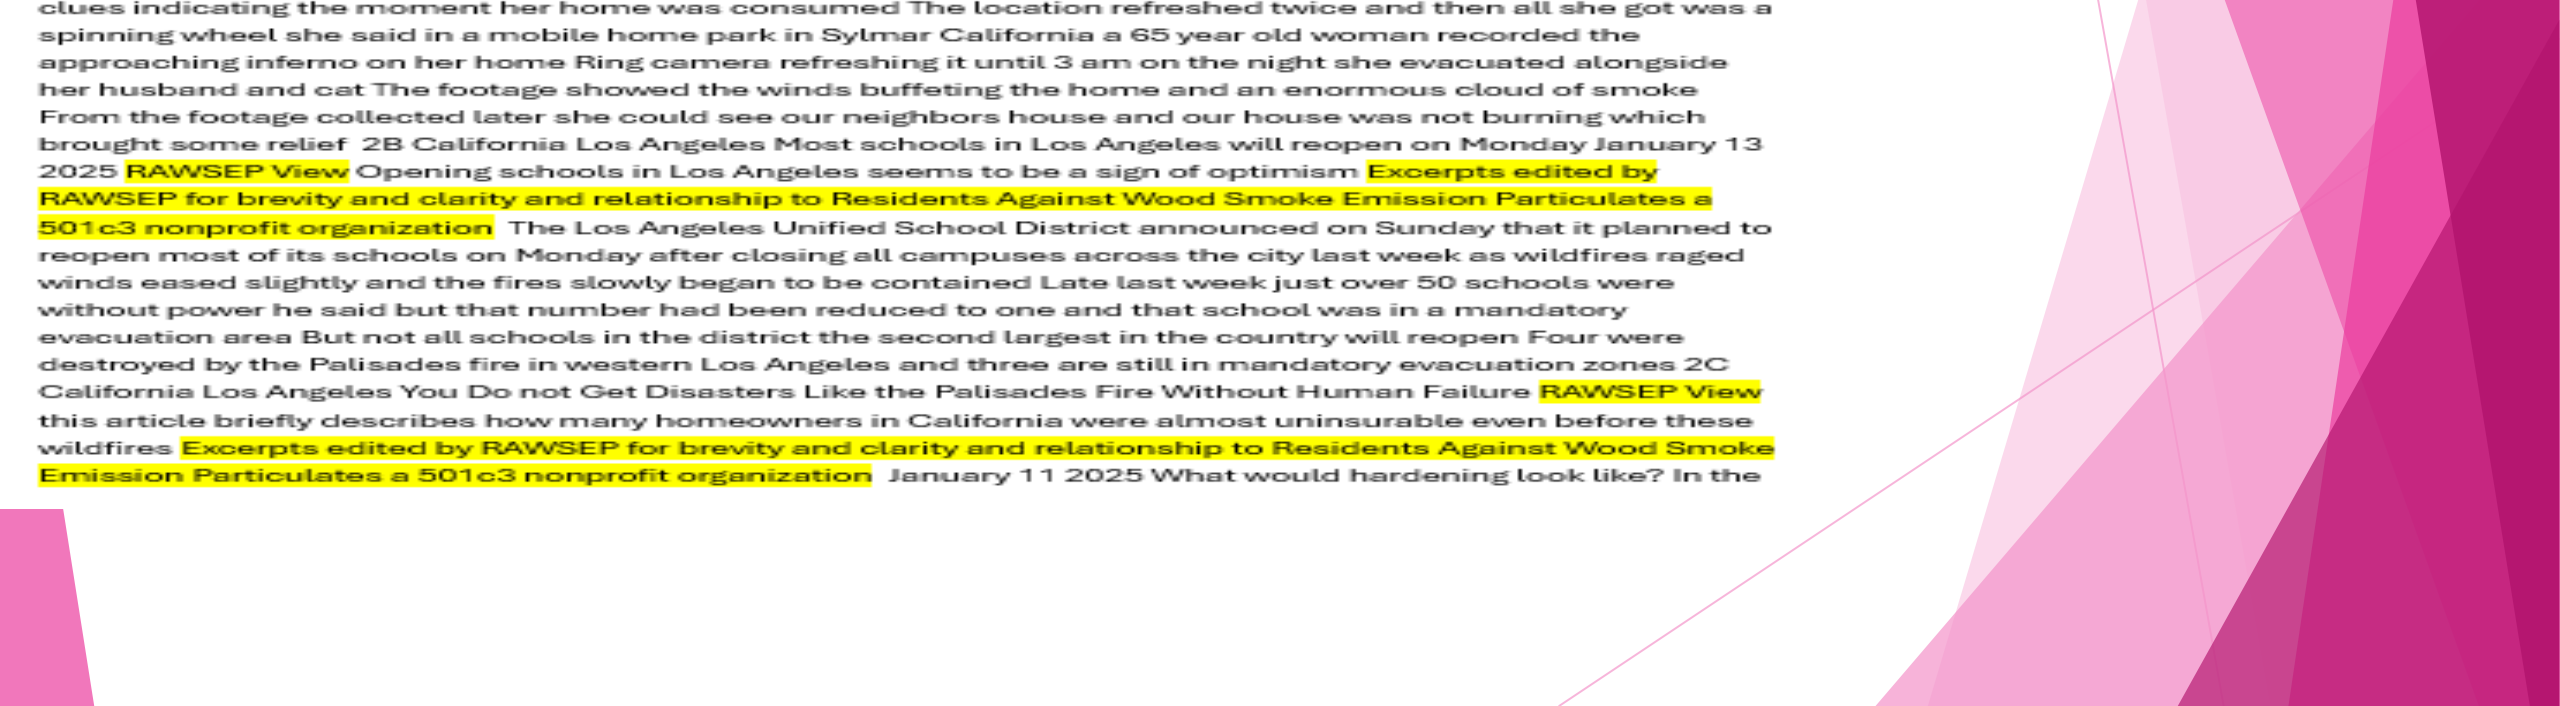 clues indicating the moment her home was consumed The location refreshed twice and then all she got was a
spinning wheel she said in a mobile home park in Sylmar California a 65 year old woman recorded the
approaching inferno on her home Ring camera refreshing it until 3 am on the night she evacuated alongside
her husband and cat The footage showed the winds buffeting the home and an enormous cloud of smoke
From the footage collected later she could see our neighbors house and our house was not burning which
brought some relief 2B California Los Angeles Most schools in Los Angeles will reopen on Monday January 13
2025 RAWSEP View Opening schools in Los Angeles seems to be a sign of optimism Excerpts edited by
RAWSEP for brevity and clarity and relationship to Residents Against Wood Smoke Emission Particulates a
501c3 nonprofit organization The Los Angeles Unified School District announced on Sunday that it planned to
reopen most of its schools on Monday after closing all campuses across the city last week as wildfires raged
winds eased slightly and the fires slowly began to be contained Late last week just over 50 schools were
without power he said but that number had been reduced to one and that school was in a mandatory
evacuation area But not all schools in the district the second largest in the country will reopen Four were
destroyed by the Palisades fire in western Los Angeles and three are still in mandatory evacuation zones 2C
California Los Angeles You Do not Get Disasters Like the Palisades Fire Without Human Failure RAWSEP View
this article briefly describes how many homeowners in California were almost uninsurable even before these
wildfires Excerpts edited by RAWSEP for brevity and clarity and relationship to Residents Against Wood Smoke
Emission Particulates a 501c3 nonprofit organization January 11 2025 What would hardening look like? In the